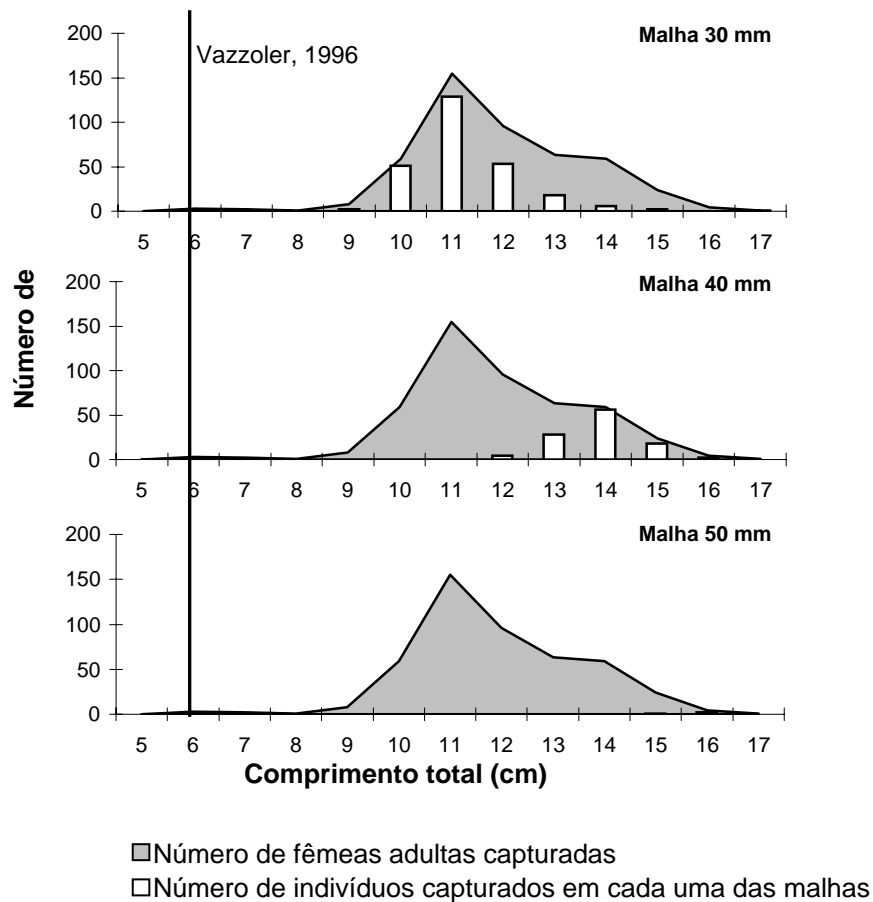 Malha 30 mm
Vazzoler, 1996
200
150
100
50
0
5 6 7 8 9 10 11 12 13 14 15 16 17
Malha 40 mm
200
150
100
50
0
5 6 7 8 9 10 11 12 13 14 15 16 17
Número de
Malha 50 mm
200
150
100
50
0
5 6 7 8 9 10 11 12 13 14 15 16 17
Comprimento total (cm)
Número de fêmeas adultas capturadas
Número de indivíduos capturados em cada uma das malhas